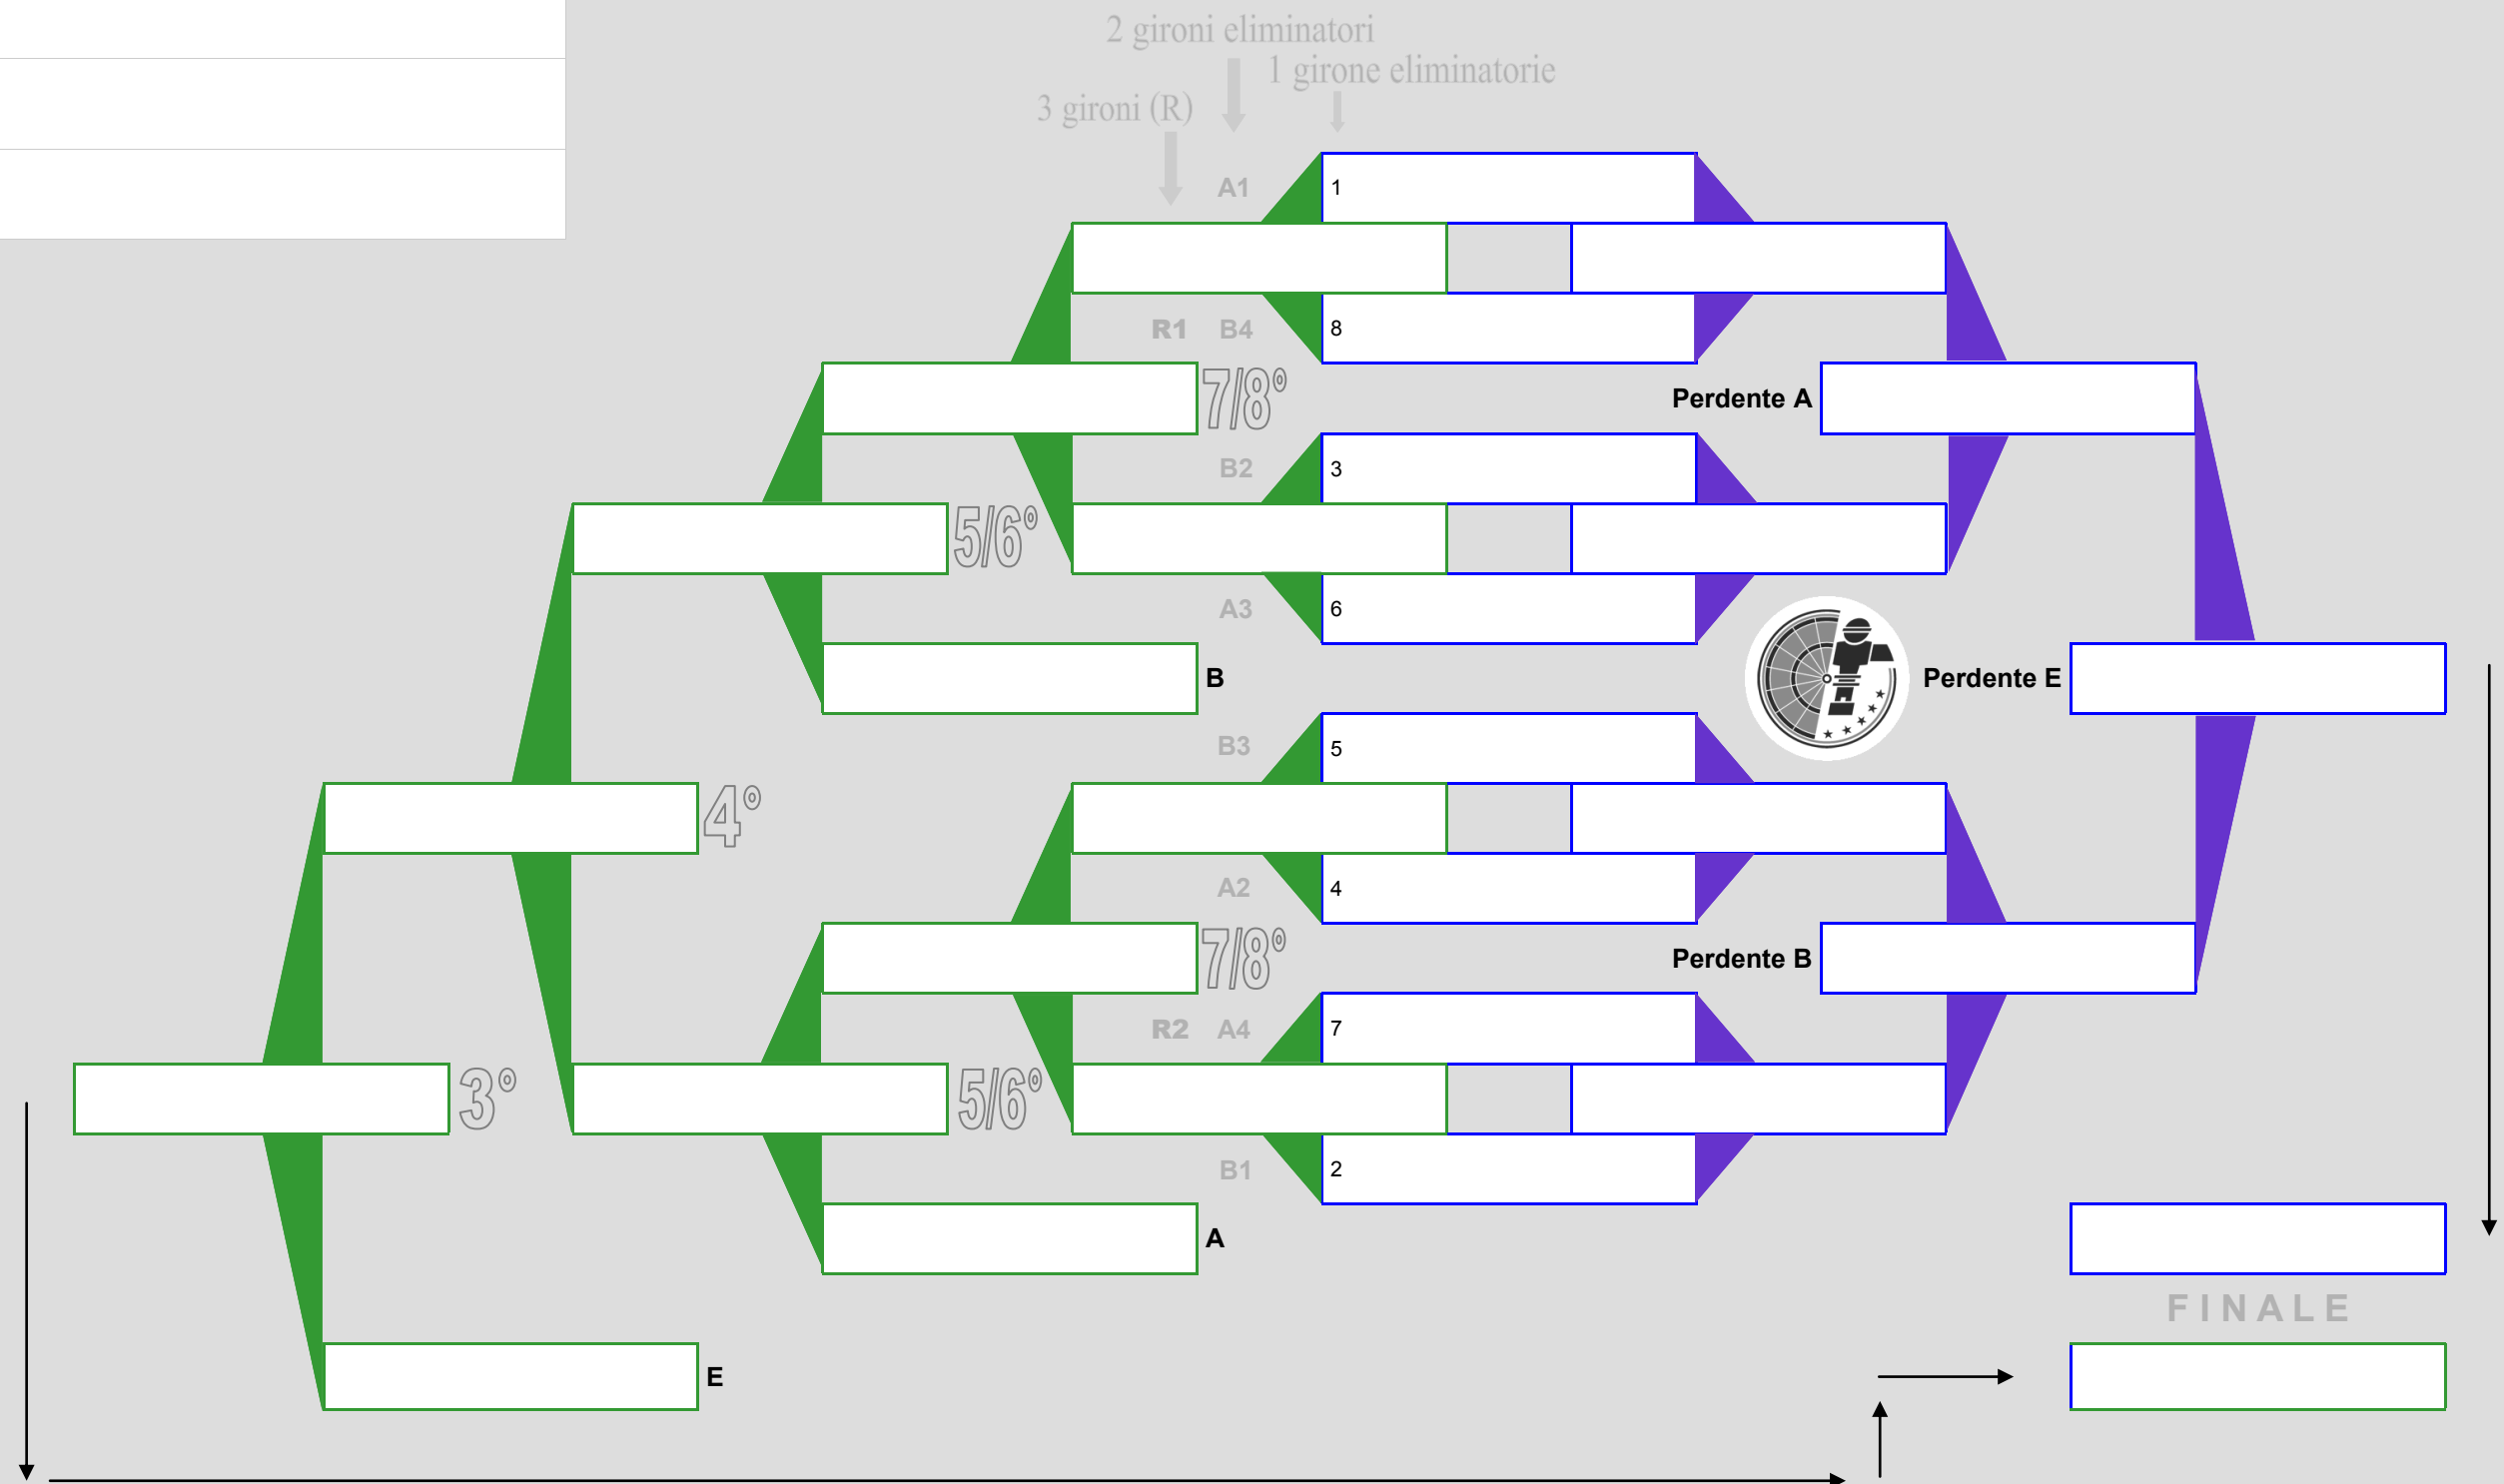 2 gironi eliminatori
1 girone eliminatorie
3 gironi (R)
A1
1
R1 B4
8
7/8°
Perdente A
B2
3
5/6°
A3
6
B
Perdente E
B3
5
4°
A2
4
7/8°
Perdente B
R2 A4
7
3°
5/6°
B1
2
A
FINALE
E